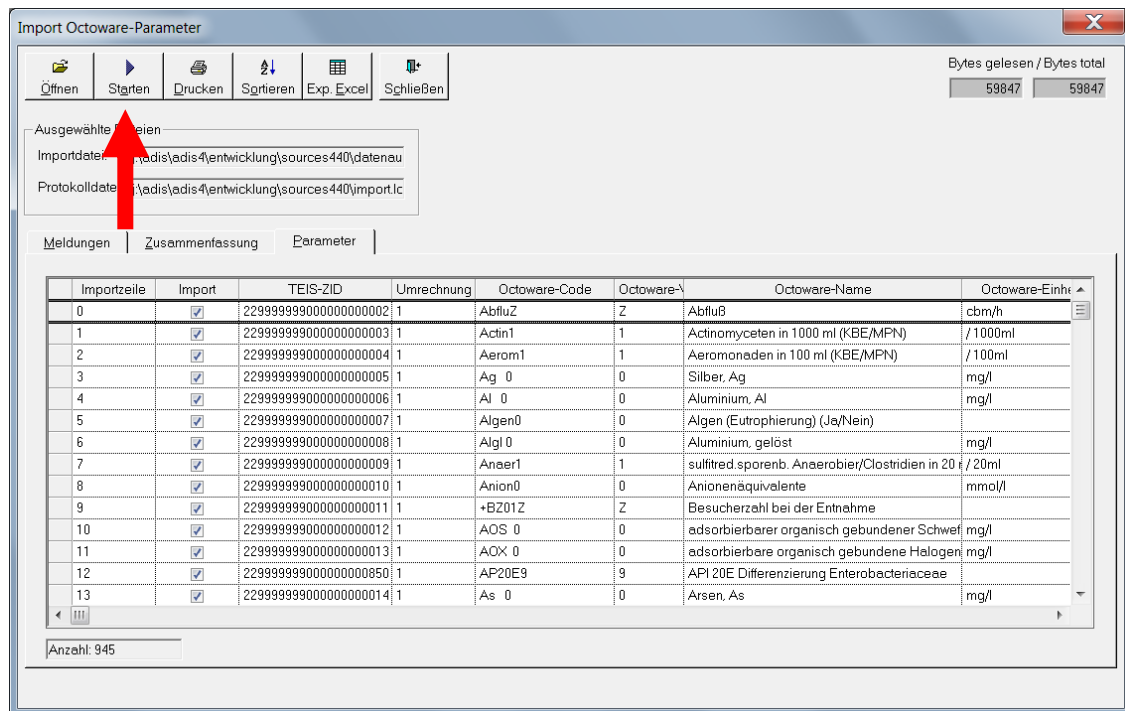 Import Octoware-Parameter
Öffnen Starten Drucken Sortieren Exp. Excel Schließen
Bytes gelesen / Bytes total
59847 59847
Ausgewählte
Importdatei: \adis\adis4\entwicklung\sources440\datenau
Protokolldate \adis\adis4\entwicklung\sources440\import.lc
Meldungen Zusammenfassung Parameter
Importzeile Import TEIS-ZID Umrechnung Octoware-Code Octoware-V Octoware-Name Octoware-Einhe
0 229999999000000000002 1 AbfluZ Z Abfluß cbm/h
1 229999999000000000003 1 Actin1 1 Actinomyceten in 1000 ml (KBE/MPN) / 1000ml
2 229999999000000000004 1 Aerom1 1 Aeromonaden in 100 ml (KBE/MPN) / 100ml
3 229999999000000000005 1 Ag 0 0 Silber, Ag mg/l
4 229999999000000000006 1 Al 0 0 Aluminium, Al mg/l
5 229999999000000000007 1 Algen0 0 Algen (Eutrophierung) (Ja/Nein)
6 229999999000000000008 1 Algl 0 0 Aluminium, gelöst mg/l
7 229999999000000000009 1 Anaer1 1 sulfitred.sporenb. Anaerobier/Clostridien in 20 / 20ml
8 229999999000000000010 1 Anion0 0 Anionenäquivalente mmol/l
9 229999999000000000011 1 +BZ01Z Z Besucherzahl bei der Entnahme
10 229999999000000000012 1 AOS 0 0 adsorbierbarer organisch gebundener Schwef mg/l
11 229999999000000000013 1 AOX 0 0 adsorbierbare organisch gebundene Halogen mg/l
12 229999999000000000850 1 AP20E9 9 API 20E Differenzierung Enterobacteriaceae
13 229999999000000000014 1 As 0 0 Arsen, As mg/l
Anzahl: 945